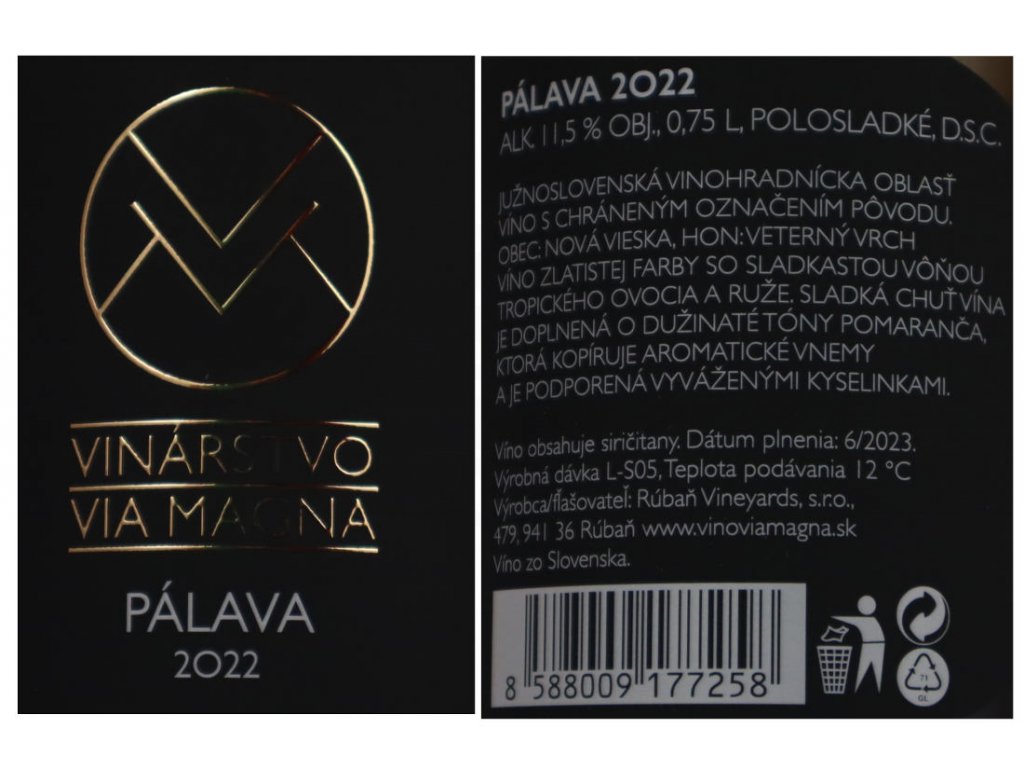 VINÁRSTVO
VIA MAGNA
PÁLAVA
2022
PÁLAVA 2022
ALK. 11,5 % OBJ., 0,75 L, POLOSLADKÉ, D.S.C.
JUŽNOSLOVENSKÁ VINOHRADNÍCKA OBLASŤ
VÍNO S CHRÁNENÝM OZNAČENÍM PÔVODU.
OBEC: NOVÁ VIESKA, HON: VETERNÝ VRCH
VÍNO ZLATISTEJ FARBY SO SLADKASTOU VÔŇOU
TROPICKÉHO OVOCIA A RUŽE. SLADKÁ CHUŤ VÍNA
JE DOPLNENÁ O DUŽINATÉ TÓNY POMARANČA,
KTORÁ KOPÍRUJE AROMATICKÉ VNEMY
A JE PODPORENÁ VYVÁŽENÝMI KYSELINKAMI.
Víno obsahuje siričitany. Dátum plnenia: 6/2023.
Výrobná dávka L-S05, Teplota podávania 12 °C
Výrobca/fľašovateľ: Rúbaň Vineyards, s.r.o.,
479, 941 36 Rúbaň www.vinoviamagna.sk
Víno zo Slovenska.
8 588009 177258
71
GL